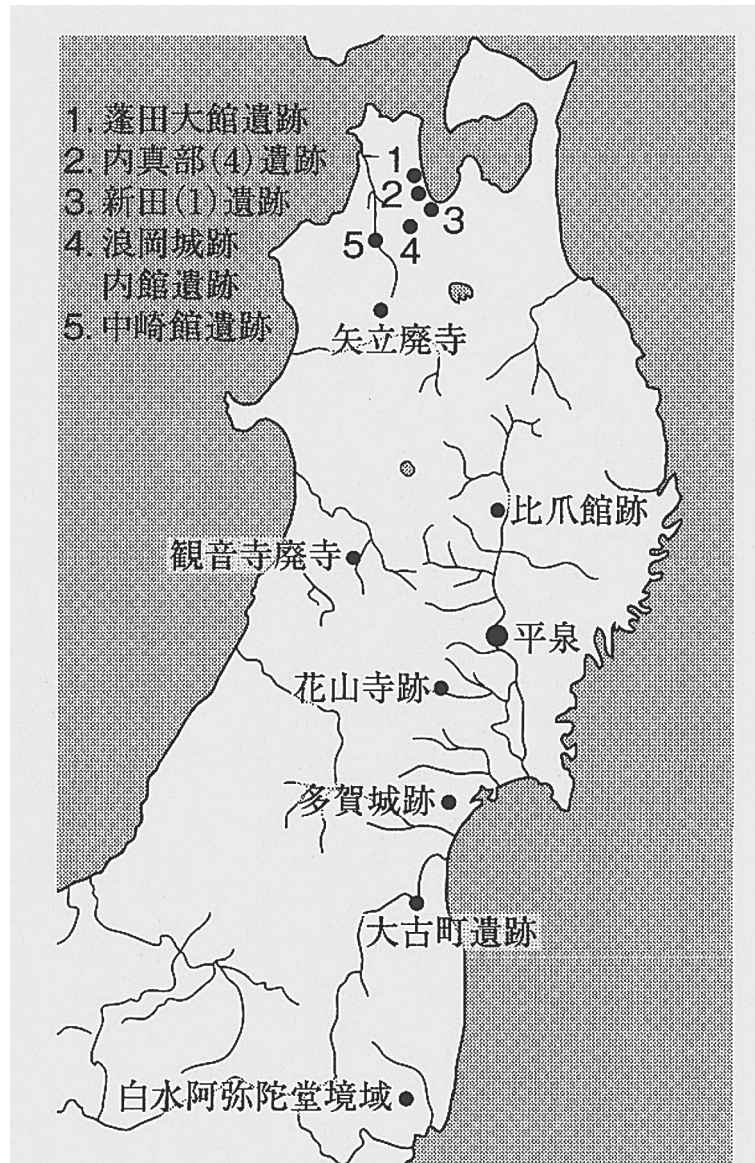 1. 蓬田大館遺跡
2. 内真部(4)遺跡
3. 新田(1)遺跡
4. 浪岡城跡
内館遺跡
5. 中崎館遺跡
1
2
3
4
5
矢立廃寺
比爪館跡
観音寺廃寺
平泉
花山寺跡
多賀城跡
大古町遺跡
白水阿弥陀堂境域